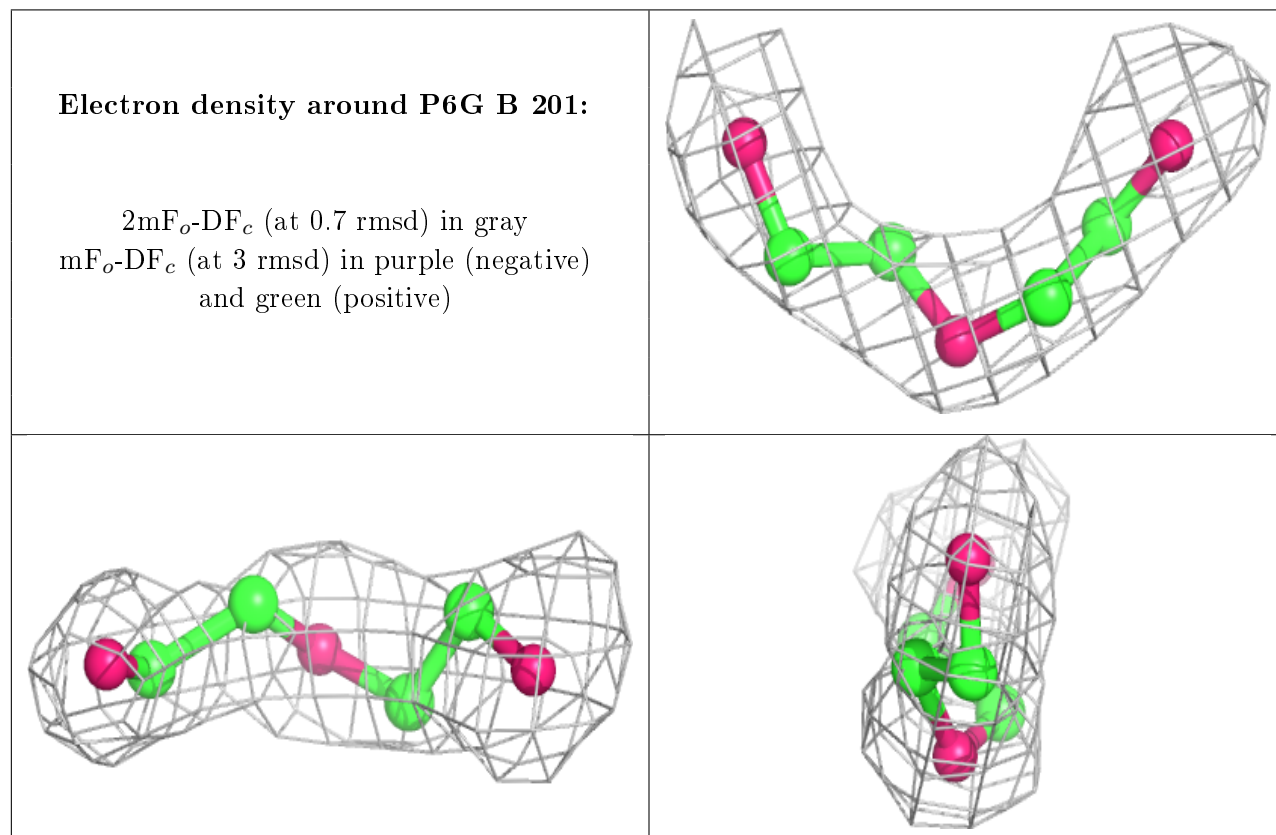 Electron density around P6G B 201:
2mFo-DFc (at 0.7 rmsd) in gray
mFo-DFc (at 3 rmsd) in purple (negative)
and green (positive)